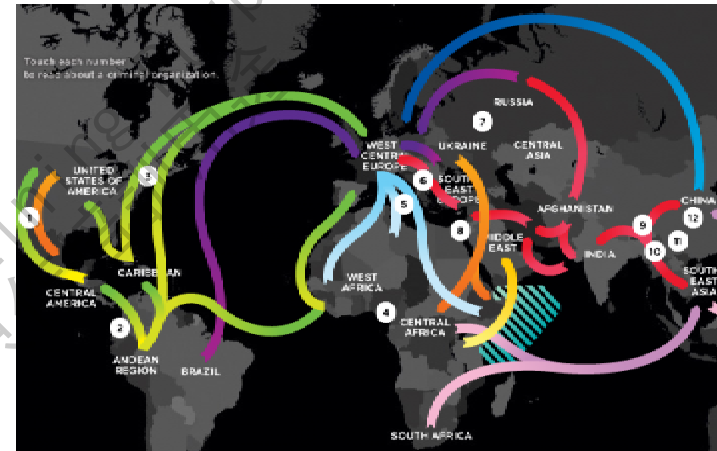 Touch each number
to read about a criminal organization.
RUSSIA
7
WEST
CENTRAL
EUROPE
UKRAINE
CENTRAL
ASIA
UNITED
STATES OF
AMERICA
3
6
SOUTH
EAST
EUROPE
CHINA
1
5
AFGHANISTAN
12
9
8
MIDDLE
EAST
INDIA
11
10
CARIBBEAN
WEST
AFRICA
SOUTH
EAST
ASIA
CENTRAL
AMERICA
4
2
CENTRAL
AFRICA
ANDEAN
REGION
BRAZIL
SOUTH AFRICA